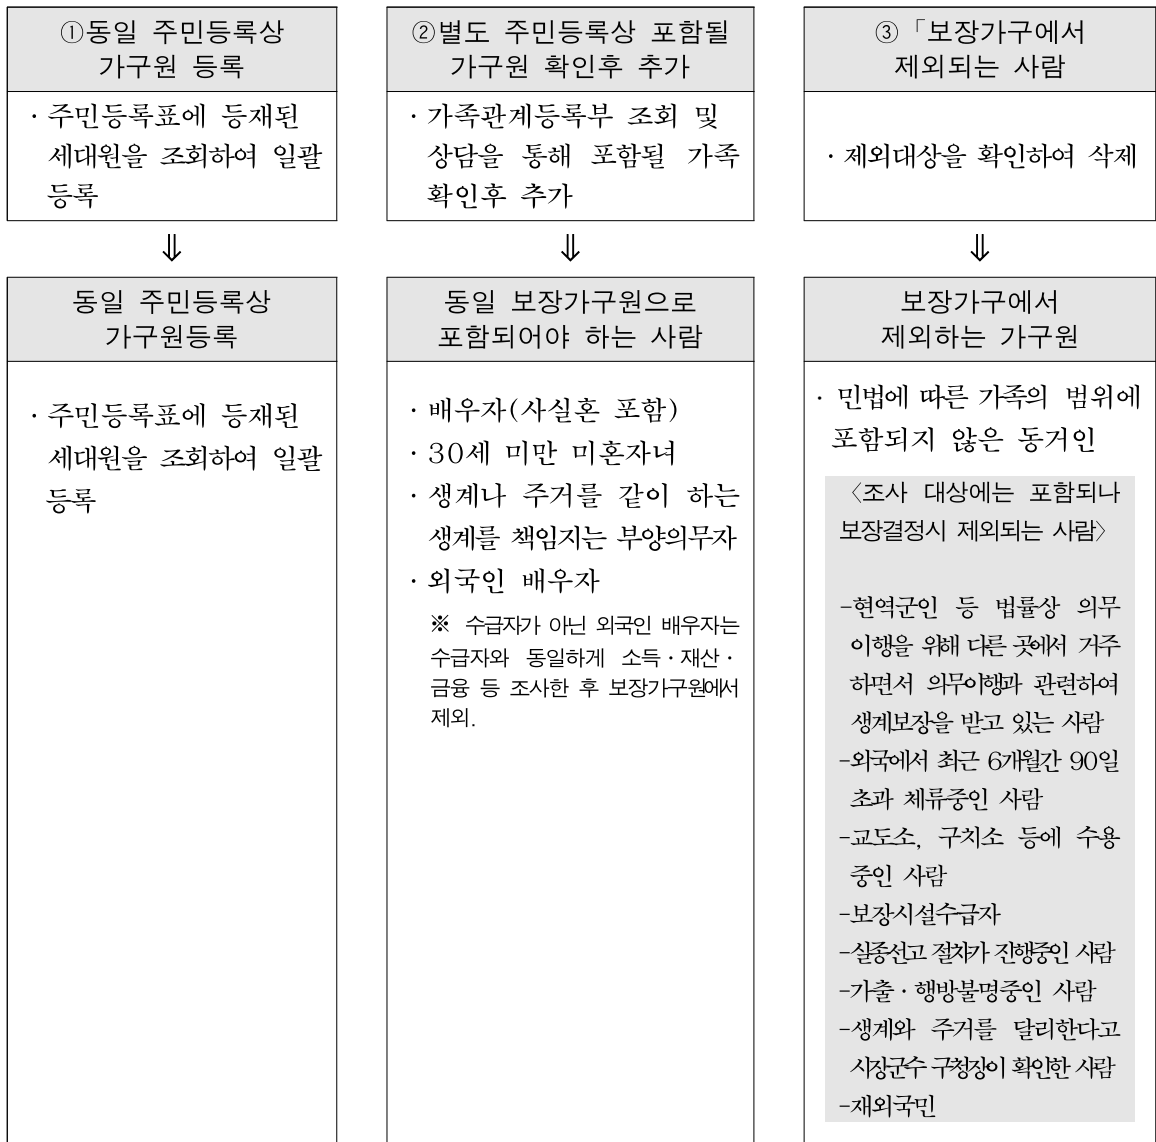 ①동일 주민등록상
가구원 등록
· 주민등록표에 등재된
세대원을 조회하여 일괄
등록
⇓
동일 주민등록상
가구원등록
· 주민등록표에 등재된
세대원을 조회하여 일괄
등록
②별도 주민등록상 포함될
가구원 확인후 추가
· 가족관계등록부 조회 및
상담을 통해 포함될 가족
확인후 추가
⇓
동일 보장가구원으로
포함되어야 하는 사람
· 배우자(사실혼 포함)
· 30세 미만 미혼자녀
· 생계나 주거를 같이 하는
생계를 책임지는 부양의무자
· 외국인 배우자
※ 수급자가 아닌 외국인 배우자는
수급자와 동일하게 소득·재산·
금융 등 조사한 후 보장가구원에서
제외.
③「보장가구에서
제외되는 사람
· 제외대상을 확인하여 삭제
⇓
보장가구에서
제외하는 가구원
· 민법에 따른 가족의 범위에
포함되지 않은 동거인
〈조사 대상에는 포함되나
보장결정시 제외되는 사람〉
-현역군인 등 법률상 의무
이행을 위해 다른 곳에서 거주
하면서 의무이행과 관련하여
생계보장을 받고 있는 사람
-외국에서 최근 6개월간 90일
초과 체류중인 사람
-교도소, 구치소 등에 수용
중인 사람
-보장시설수급자
-실종선고 절차가 진행중인 사람
-가출·행방불명중인 사람
-생계와 주거를 달리한다고
시장군수 구청장이 확인한 사람
-재외국민